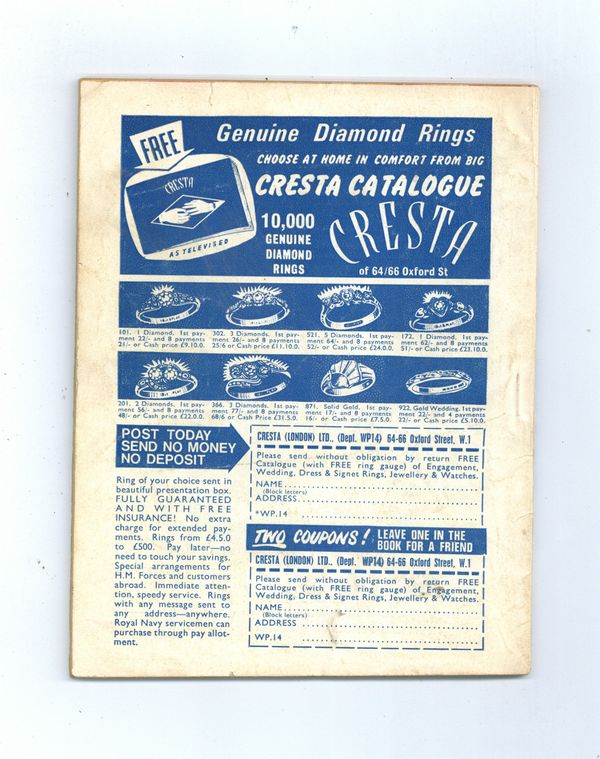 FREE
Genuine Diamond Rings
CHOOSE AT HOME IN COMFORT FROM BIG
CRESTA CATALOGUE
CRESTA
AS TELEVISED
10,000
GENUINE
DIAMOND
RINGS
CRESTA
of 64/66 Oxford St
101. 1 Diamond. 1st pay-
ment 22/- and 8 payments
21/- or Cash price £9.10.0.
302. 3 Diamonds. 1st pay-
ment 26/- and 8 payments
25/6 or Cash price £11.10.0.
521. 5 Diamonds. 1st pay-
ment 64/- and 8 payments
52/- or Cash price £24.0.0.
172. 1 Diamond. 1st pay-
ment 62/- and 8 payments
51/- or Cash price £23.10.0.
201. 2 Diamonds. 1st pay-
ment 56/- and 8 payments
48/- or Cash price £22.0.0.
366. 3 Diamonds. 1st pay-
ment 77/- and 8 payments
68/6 or Cash price £31.5.0.
871. Solid Gold. 1st pay-
ment 17/- and 8 payments
16/- or Cash price £7.5.0.
922. Gold Wedding. 1st pay-
ment 22/- and 4 payments
22/- or Cash price £5.10.0.
POST TODAY
SEND NO MONEY
NO DEPOSIT
Ring of your choice sent in
beautiful presentation box.
FULLY GUARANTEED
AND WITH FREE
INSURANCE! No extra
charge for extended pay-
ments. Rings from £4.5.0
to £500. Pay later—no
need to touch your savings.
Special arrangements for
H.M. Forces and customers
abroad. Immediate atten-
tion, speedy service. Rings
with any message sent to
any address—anywhere.
Royal Navy servicemen can
purchase through pay allot-
ment.
CRESTA (LONDON) LTD., (Dept. WP14) 64-66 Oxford Street, W.1
Please send without obligation by return FREE
Catalogue (with FREE ring gauge) of Engagement,
Wedding, Dress & Signet Rings, Jewellery & Watches.
NAME
(Block letters)
ADDRESS
*WP.14
TWO COUPONS! LEAVE ONE IN THE
BOOK FOR A FRIEND
CRESTA (LONDON) LTD., (Dept. WP14) 64-66 Oxford Street, W.1
Please send without obligation by return FREE
Catalogue (with FREE ring gauge) of Engagement,
Wedding, Dress & Signet Rings, Jewellery & Watches.
NAME
(Block letters)
ADDRESS
WP.14